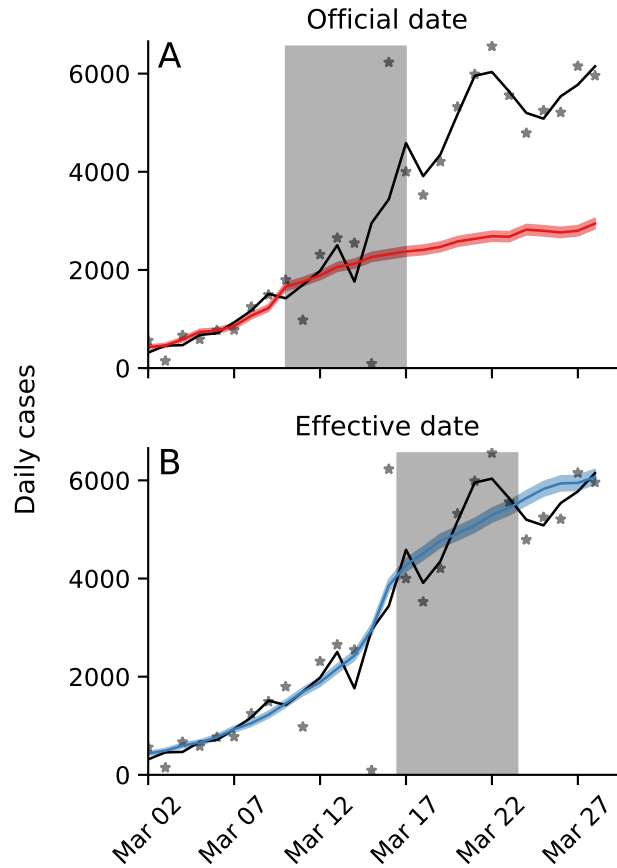 Official date
A
6000
4000
2000
0
Daily cases
Effective date
B
6000
4000
2000
0
Mar 02
Mar 07
Mar 12
Mar 17
Mar 22
Mar 27